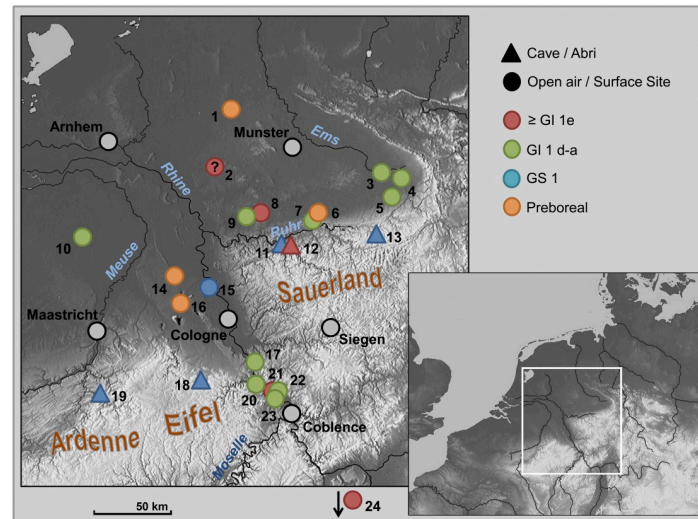 Cave / Abri
Open air / Surface Site
≥ GI 1e
GI 1 d-a
GS 1
Preboreal
1
Arnhem
Munster
Ems
Rhine
?
2
3
4
5
9
8
7
6
Ruhr
10
11
12
13
Meuse
Sauerland
14
15
16
Maastricht
Cologne
Siegen
17
18
19
20
21
22
23
Eifel
Ardenne
Coblence
Moselle
50 km
24